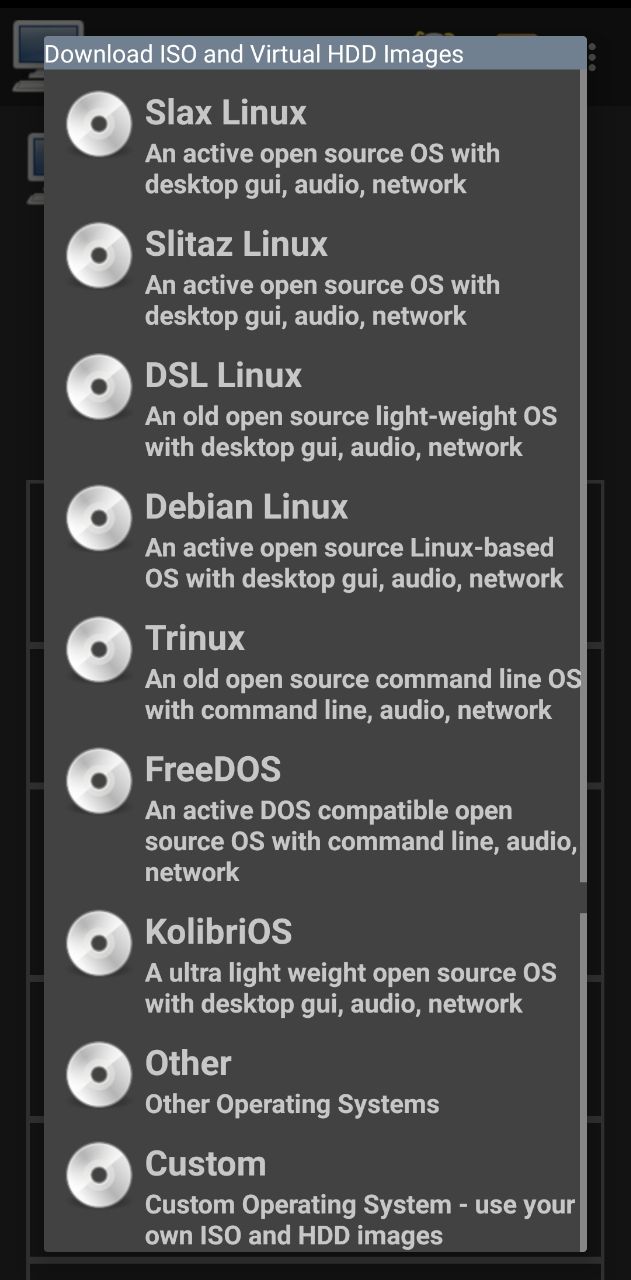 Download ISO and Virtual HDD Images
Slax Linux
An active open source OS with
desktop gui, audio, network
Slitaz Linux
An active open source OS with
desktop gui, audio, network
DSL Linux
An old open source light-weight OS
with desktop gui, audio, network
Debian Linux
An active open source Linux-based
OS with desktop gui, audio, network
Trinux
An old open source command line OS
with command line, audio, network
FreeDOS
An active DOS compatible open
source OS with command line, audio,
network
KolibriOS
A ultra light weight open source OS
with desktop gui, audio, network
Other
Other Operating Systems
Custom
Custom Operating System - use your
own ISO and HDD images